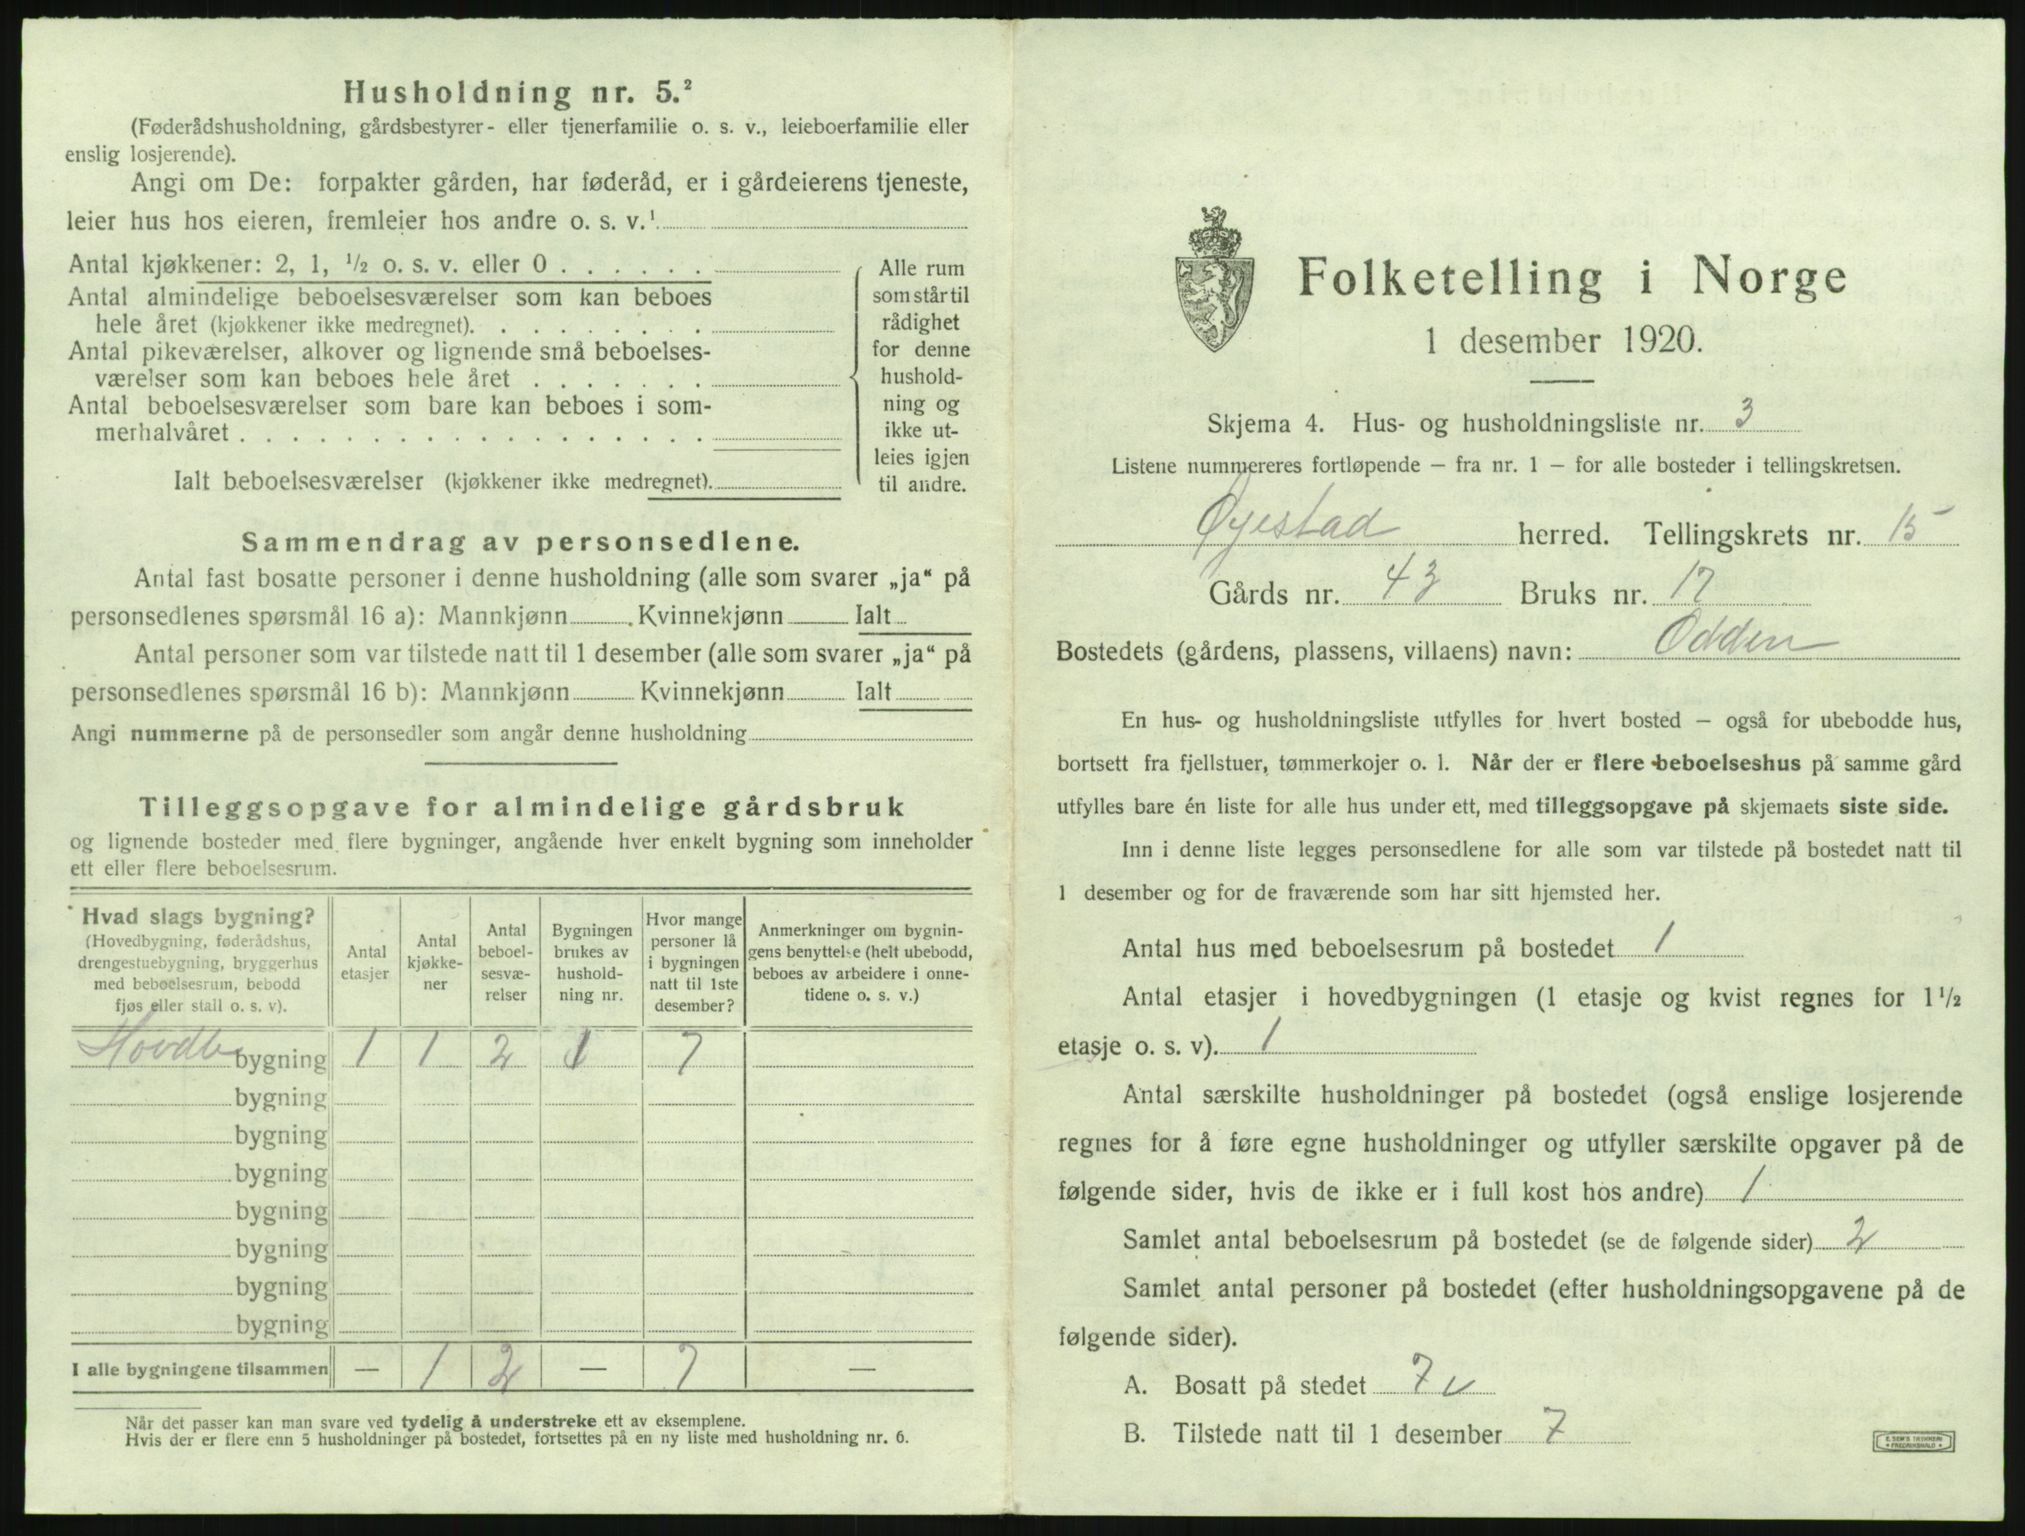 Husholdning nr. 5.²
(Føderådshusholdning, gårdsbestyrer- eller tjenerfamilie o. s. v., leieboerfamilie eller
enslig losjerende).
Angi om De: forpakter gården, har føderåd, er i gårdeierens tjeneste,
leier hus hos eieren, fremleier hos andre o. s. v.¹
Antal kjøkkener: 2, 1, ½ o. s. v. eller 0 . . . . . .
Antal almindelige beboelsesværelser som kan beboes
hele året (kjøkkener ikke medregnet). . . . . . . . .
Antal pikeværelser, alkover og lignende små beboelses-
værelser som kan beboes hele året . . . . . . .
Antal beboelsesværelser som bare kan beboes i som-
merhalvåret . . . . . . . . . . . . . . . . . .
Ialt beboelsesværelser (kjøkkener ikke medregnet).
Alle rum
som står til
rådighet
for denne
hushold-
ning og
ikke ut-
leies igjen
til andre.
Sammendrag av personsedlene.
Antal fast bosatte personer i denne husholdning (alle som svarer „ja“ på
personsedlenes spørsmål 16 a): Mannkjønn Kvinnekjønn Ialt
Antal personer som var tilstede natt til 1 desember (alle som svarer „ja“ på
personsedlenes spørsmål 16 b): Mannkjønn Kvinnekjønn Ialt
Angi nummerne på de personsedler som angår denne husholdning
Tilleggsopgave for almindelige gårdsbruk
og lignende bosteder med flere bygninger, angående hver enkelt bygning som inneholder
ett eller flere beboelsesrum.
Hvad slags bygning?
(Hovedbygning, føderådshus,
drengestuebygning, bryggerhus
med beboelsesrum, bebodd
fjøs eller stall o. s. v).
Antal
etasjer
Antal
kjøkke-
ner
Antal
beboel-
sesvæ-
relser
Bygningen
brukes av
hushold-
ning nr.
Hvor mange
personer lå
i bygningen
natt til 1ste
desember?
Anmerkninger om bygnin-
gens benyttelse (helt ubebodd,
beboes av arbeidere i onne-
tidene o. s. v.)
Hovdb bygning 1 1 2 1 7
bygning
bygning
bygning
bygning
bygning
bygning
bygning
I alle bygningene tilsammen — 1 2 — 7 —
Når det passer kan man svare ved tydelig å understreke ett av eksemplene.
Hvis der er flere enn 5 husholdninger på bostedet, fortsettes på en ny liste med husholdning nr. 6.
Folketelling i Norge
1 desember 1920.
Skjema 4. Hus- og husholdningsliste nr. 3
Listene nummereres fortløpende – fra nr. 1 – for alle bosteder i tellingskretsen.
Øyestad herred. Tellingskrets nr. 15
Gårds nr. 43 Bruks nr. 17
Bostedets (gårdens, plassens, villaens) navn: Odden
En hus- og husholdningsliste utfylles for hvert bosted – også for ubebodde hus,
bortsett fra fjellstuer, tømmerkojer o. l. Når der er flere beboelseshus på samme gård
utfylles bare én liste for alle hus under ett, med tilleggsopgave på skjemaets siste side.
Inn i denne liste legges personsedlene for alle som var tilstede på bostedet natt til
1 desember og for de fraværende som har sitt hjemsted her.
Antal hus med beboelsesrum på bostedet 1
Antal etasjer i hovedbygningen (1 etasje og kvist regnes for 1½
etasje o. s. v). 1
Antal særskilte husholdninger på bostedet (også enslige losjerende
regnes for å føre egne husholdninger og utfyller særskilte opgaver på de
følgende sider, hvis de ikke er i full kost hos andre) 1
Samlet antal beboelsesrum på bostedet (se de følgende sider) 2
Samlet antal personer på bostedet (efter husholdningsopgavene på de
følgende sider).
A. Bosatt på stedet 7 v
B. Tilstede natt til 1 desember 7
E. SEM'S TRYKKERI
• FREDRIKSHALD •